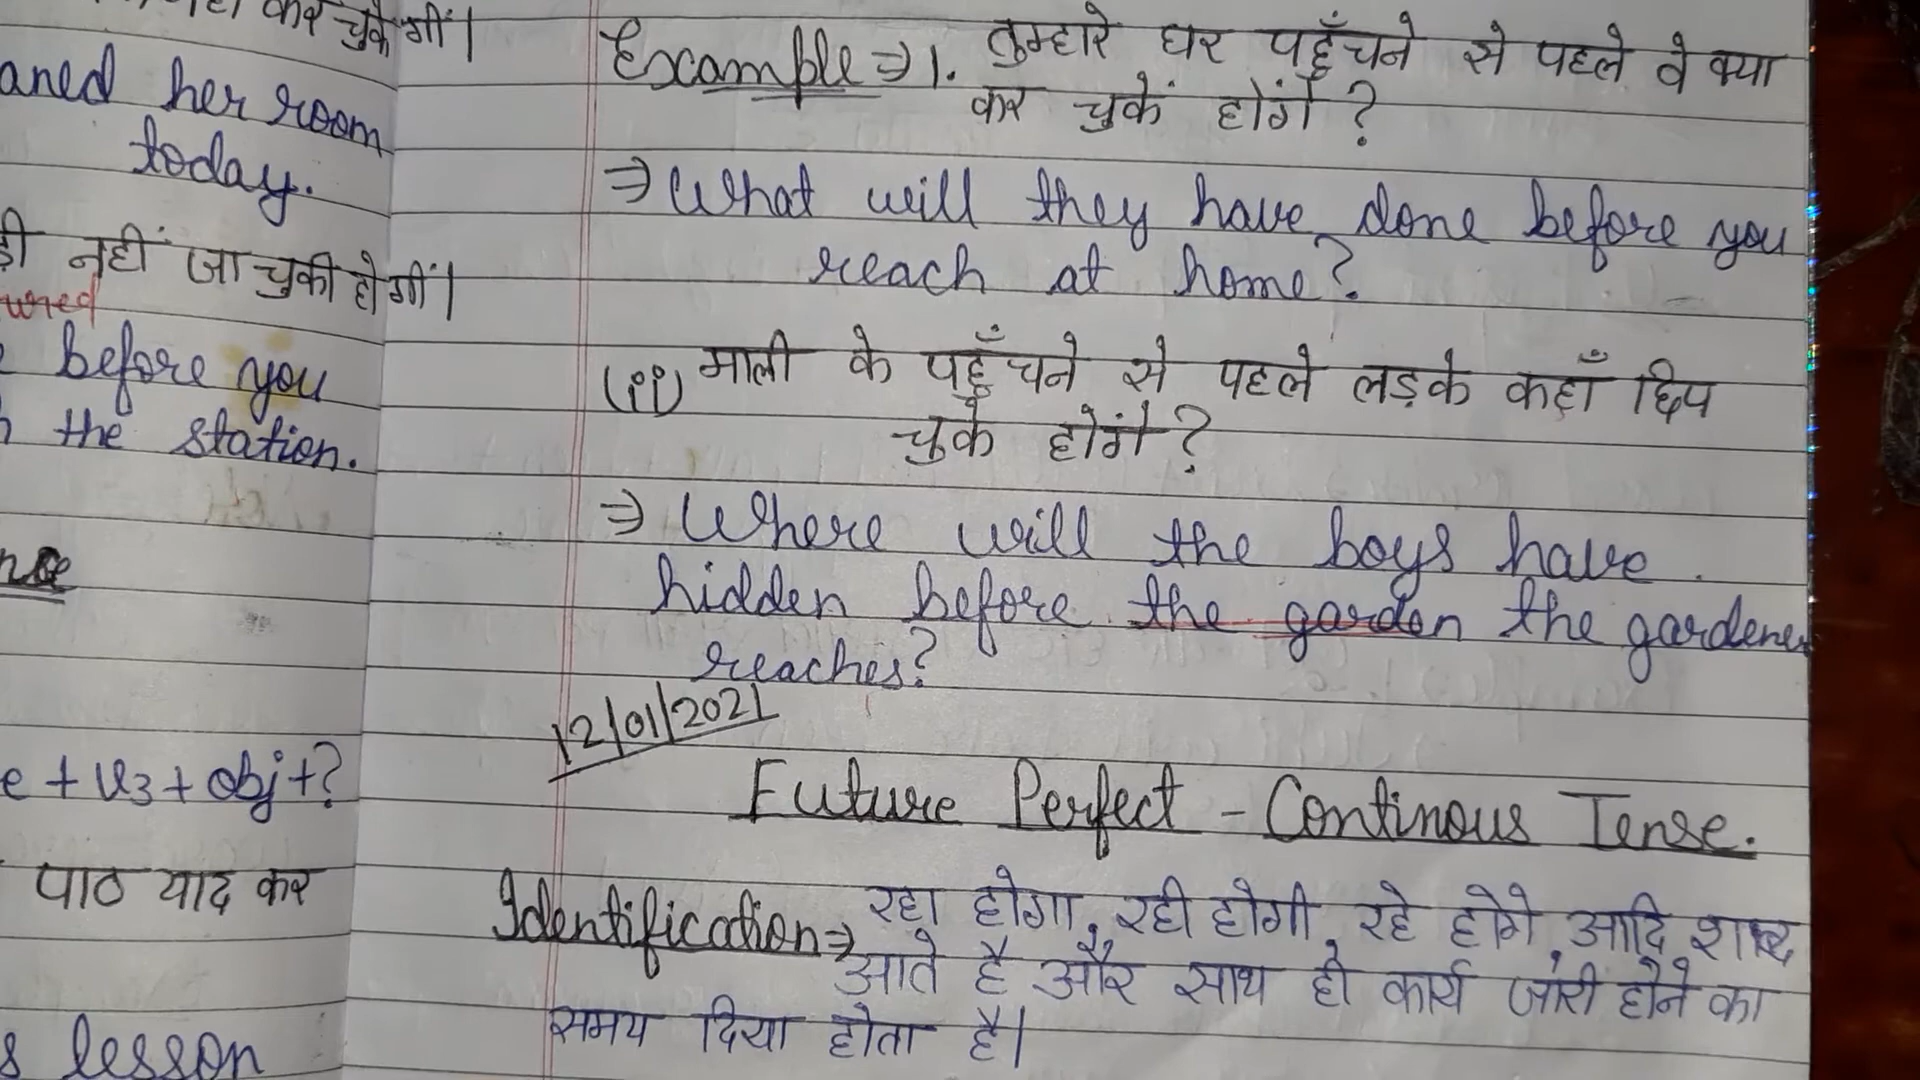 कर चुकेगीं।
aned her room
today.
नहीं जा चुकी होगीं।
before you
the station.
e + V3 + obj + ?
पाठ याद कर
s lesson
Example ⇒ 1. तुम्हारे घर पहुँचने से पहले वे क्या
कर चुकें होगें ?
⇒ What will they have done before you
reach at home?
(ii) माली के पहुँचने से पहले लड़के कहाँ छिप
चुके होगें ?
⇒ Where will the boys have
hidden before the garden the gardener
reaches?
12/01/2021
Future Perfect - Continous Tense.
Identification ⇒ रहा होगा, रही होगी, रहे होगे, आदि शब्द
आते है और साथ ही कार्य जारी होने का
समय दिया होता है।